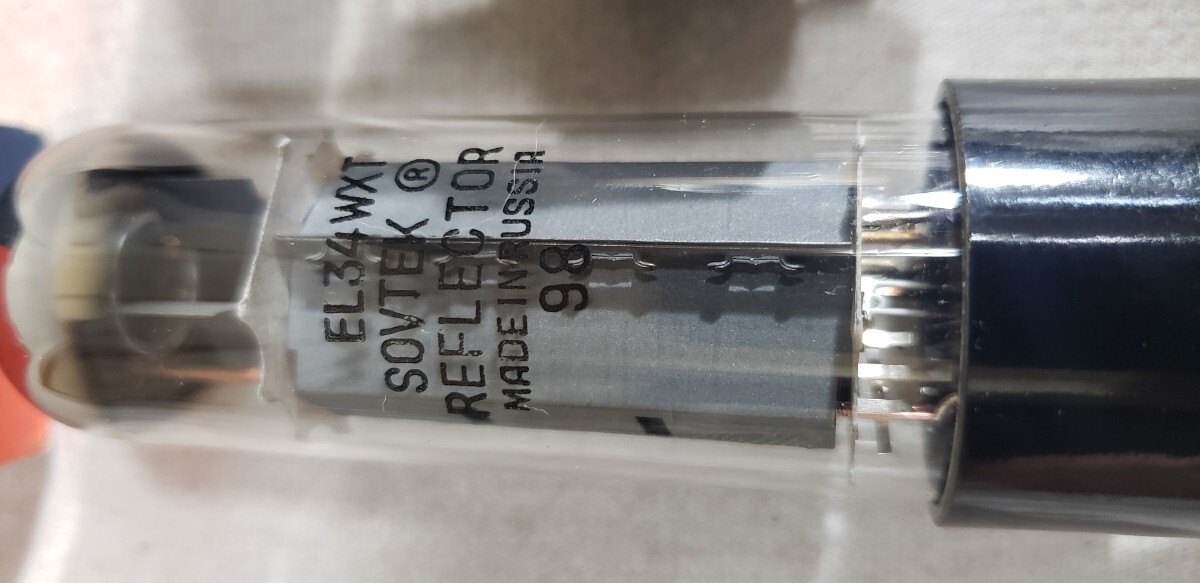 EL34WXT
SOVTEK®
REFLECTOR
MADE IN RUSSIA
98